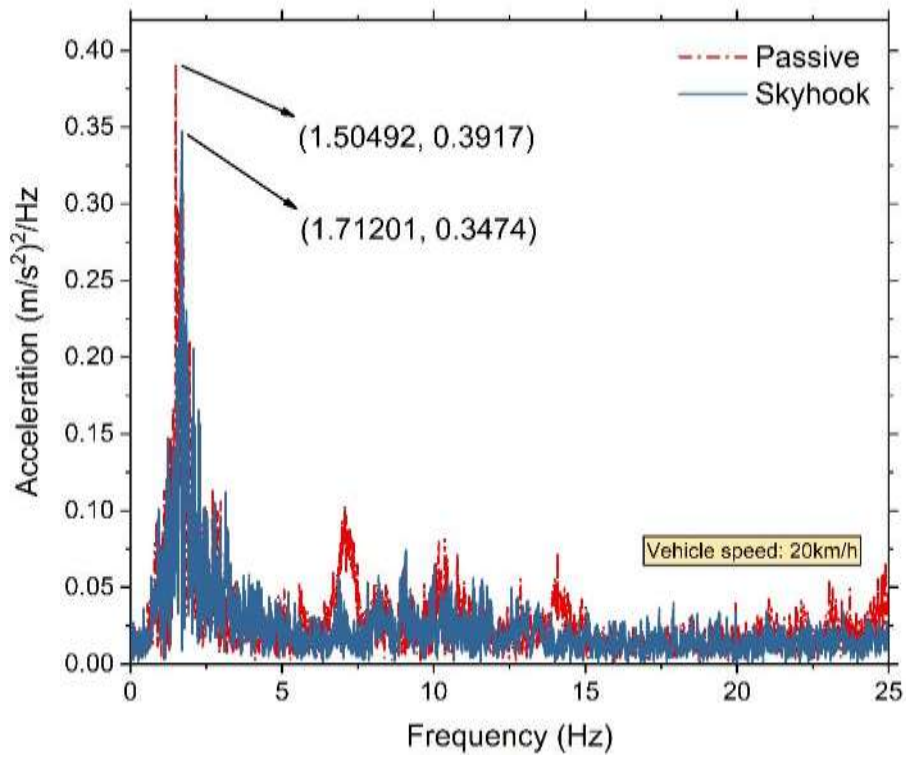 Passive
Skyhook
(1.50492, 0.3917)
(1.71201, 0.3474)
Vehicle speed: 20km/h
Acceleration (m/s²)²/Hz
0.40
0.35
0.30
0.25
0.20
0.15
0.10
0.05
0.00
0 5 10 15 20 25
Frequency (Hz)